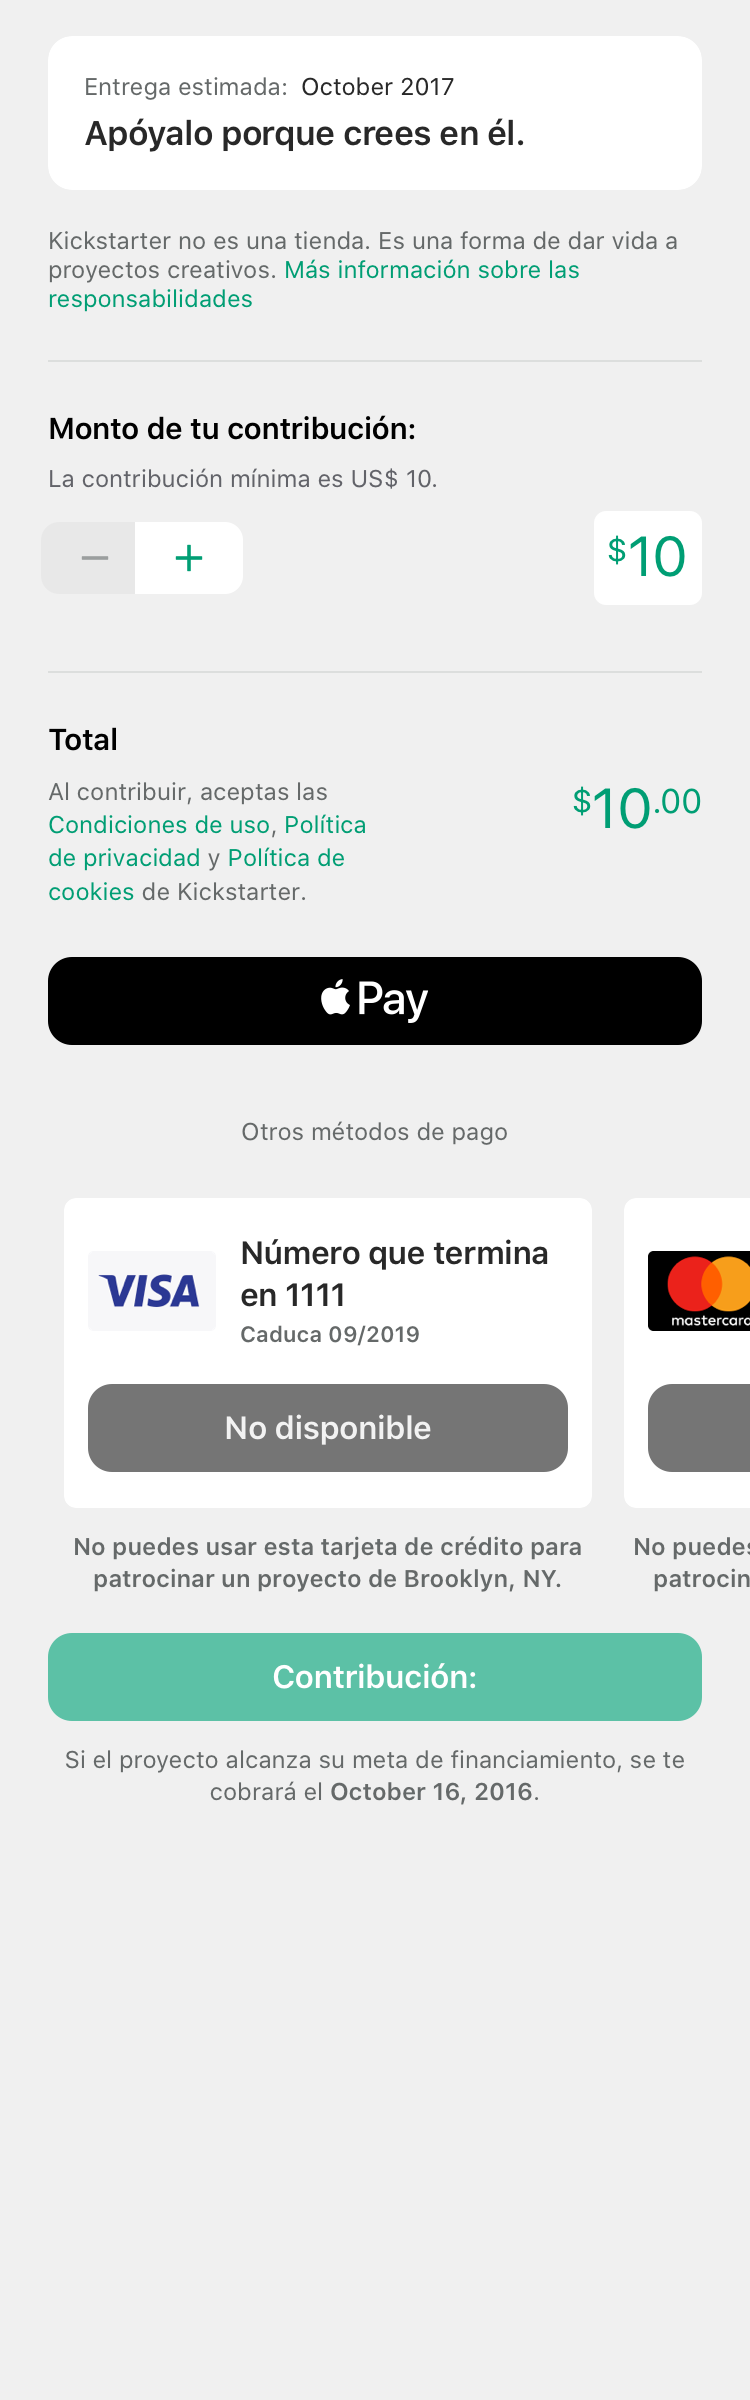 Entrega estimada: October 2017
Apóyalo porque crees en él.
Kickstarter no es una tienda. Es una forma de dar vida a
proyectos creativos. Más información sobre las
responsabilidades
Monto de tu contribución:
La contribución mínima es US$ 10.
− +
$10
Total
Al contribuir, aceptas las
Condiciones de uso, Política
de privacidad y Política de
cookies de Kickstarter.
$10.00
Pay
Otros métodos de pago
VISA
Número que termina
en 1111
Caduca 09/2019
No disponible
No puedes usar esta tarjeta de crédito para
patrocinar un proyecto de Brooklyn, NY.
mastercard
No puedes
patrocin
Contribución:
Si el proyecto alcanza su meta de financiamiento, se te
cobrará el October 16, 2016.